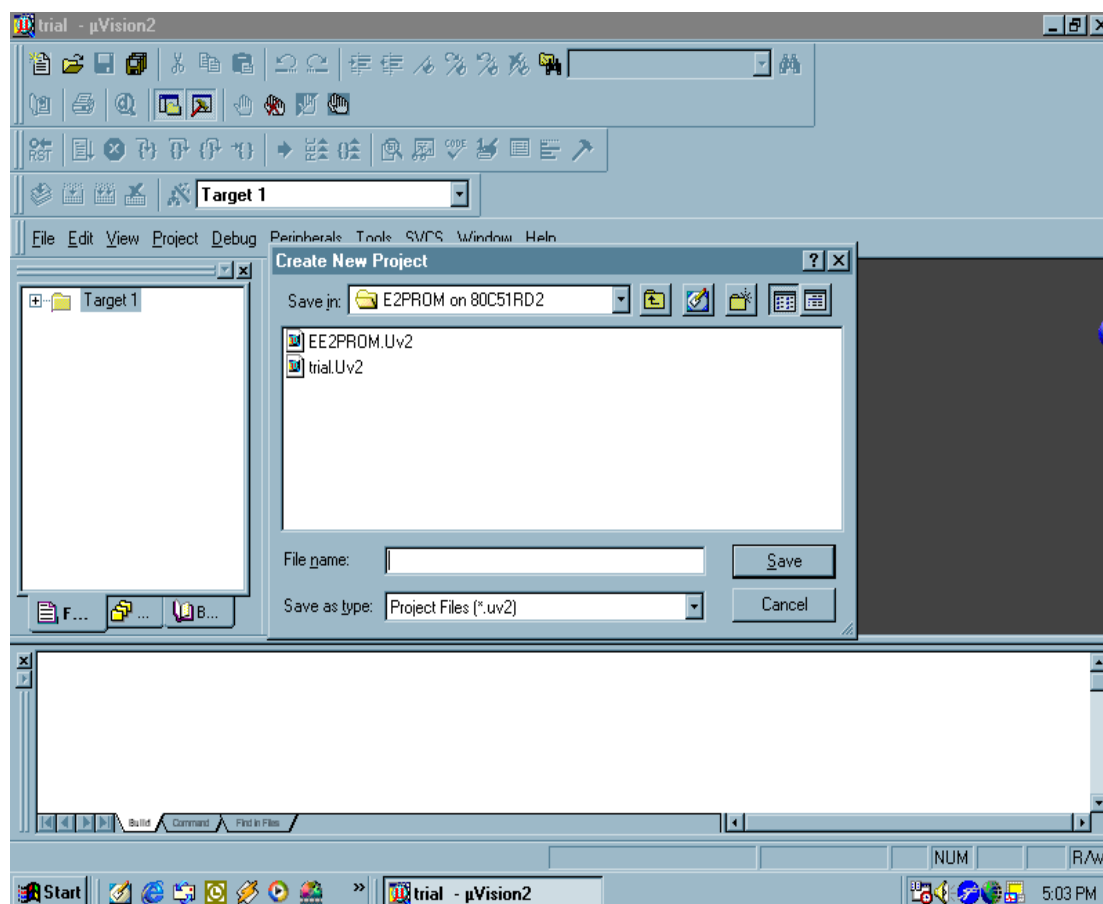 trial - µVision2
RST
CODE
Target 1
File Edit View Project Debug Peripherals Tools SVCS Window Help
Create New Project
Target 1
Save in: E2PROM on 80C51RD2
EE2PROM.Uv2
trial.Uv2
File name:
Save
Save as type: Project Files (*.uv2)
Cancel
F... ... B...
Build Command Find in Files
NUM R/W
Start » trial - µVision2 5:03 PM